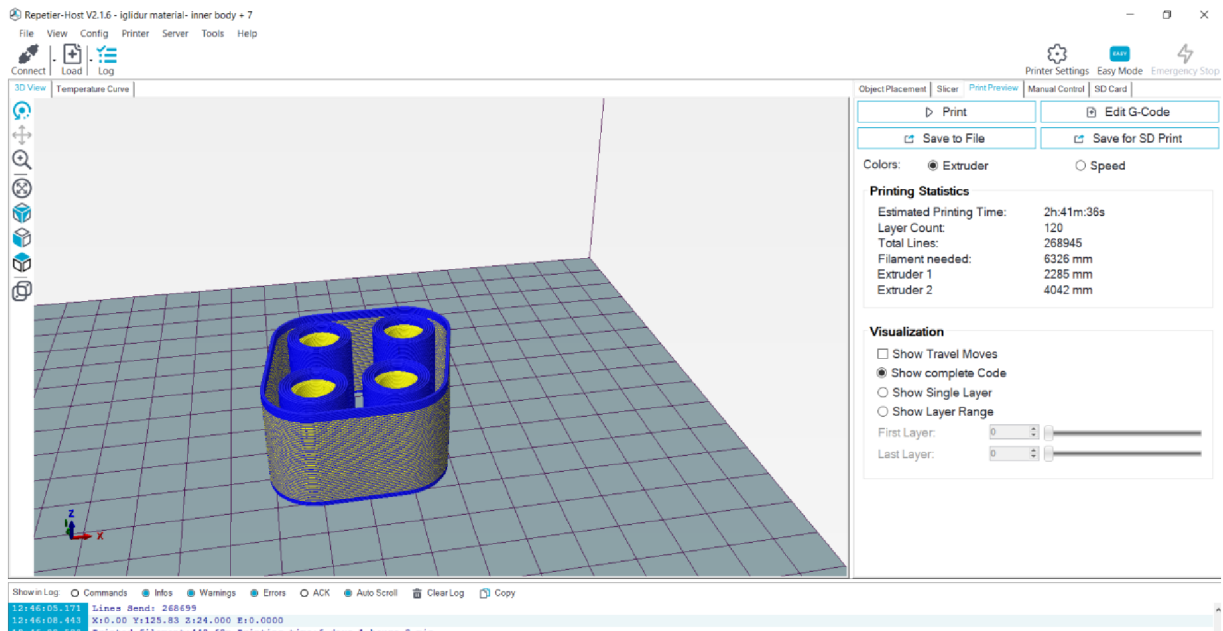 Repetier-Host V2.1.6 - iglidur material- inner body + 7
File View Config Printer Server Tools Help
Connect Load Log
Printer Settings Easy Mode Emergency Stop
EASY
3D View Temperature Curve
Object Placement Slicer Print Preview Manual Control SD Card
Print Edit G-Code
Save to File Save for SD Print
Colors: Extruder Speed
Printing Statistics
Estimated Printing Time: 2h:41m:36s
Layer Count: 120
Total Lines: 268945
Filament needed: 6326 mm
Extruder 1 2285 mm
Extruder 2 4042 mm
Visualization
Show Travel Moves
Show complete Code
Show Single Layer
Show Layer Range
First Layer: 0
Last Layer: 0
Z
X
Show in Log: Commands Infos Warnings Errors ACK Auto Scroll Clear Log Copy
12:46:05.171 Lines Send: 268699
12:46:08.443 X:0.00 Y:125.83 Z:24.000 E:0.0000